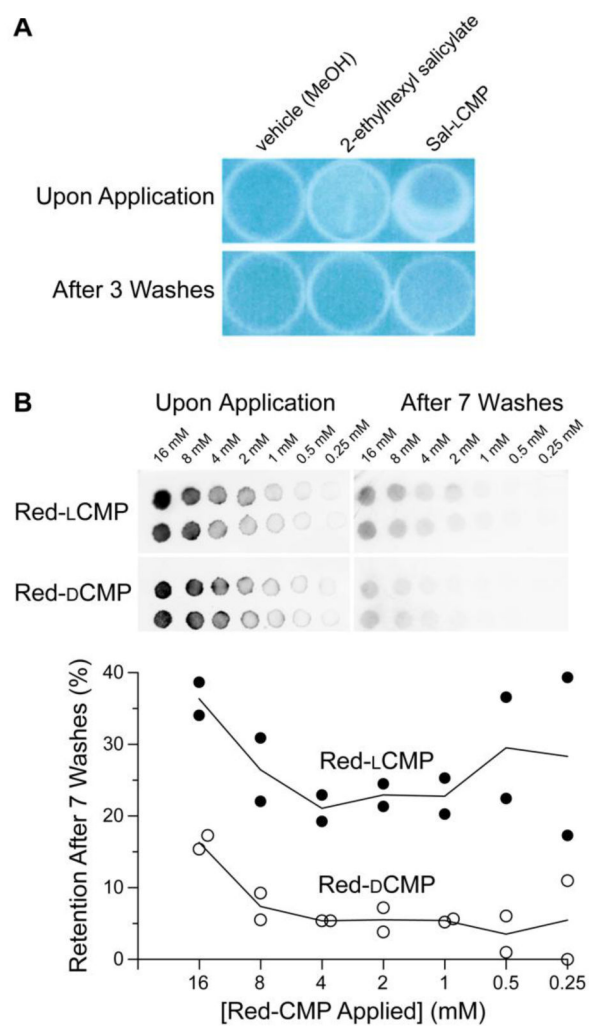 A
vehicle (MeOH)
2-ethylhexyl salicylate
Sal-LCMP
Upon Application
After 3 Washes
B
Upon Application
After 7 Washes
16 mM
8 mM
4 mM
2 mM
1 mM
0.5 mM
0.25 mM
16 mM
8 mM
4 mM
2 mM
1 mM
0.5 mM
0.25 mM
Red-LCMP
Red-DCMP
Retention After 7 Washes (%)
40
30
20
10
0
Red-LCMP
Red-DCMP
16 8 4 2 1 0.5 0.25
[Red-CMP Applied] (mM)